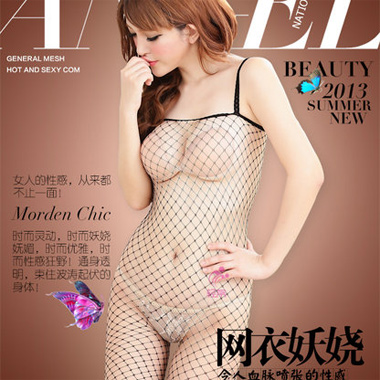 ANGEL
NATIO
GENERAL MESH
HOT AND SEXY COM
BEAUTY
2013
SUMMER
NEW
女人的性感，从来都
不止一面！
Morden Chic
时而灵动，时而妖娆
妩媚，时而优雅，时
而性感狂野！通身透
明，束住波涛起伏的
身体！
网衣妖娆
令人血脉喷张的性感